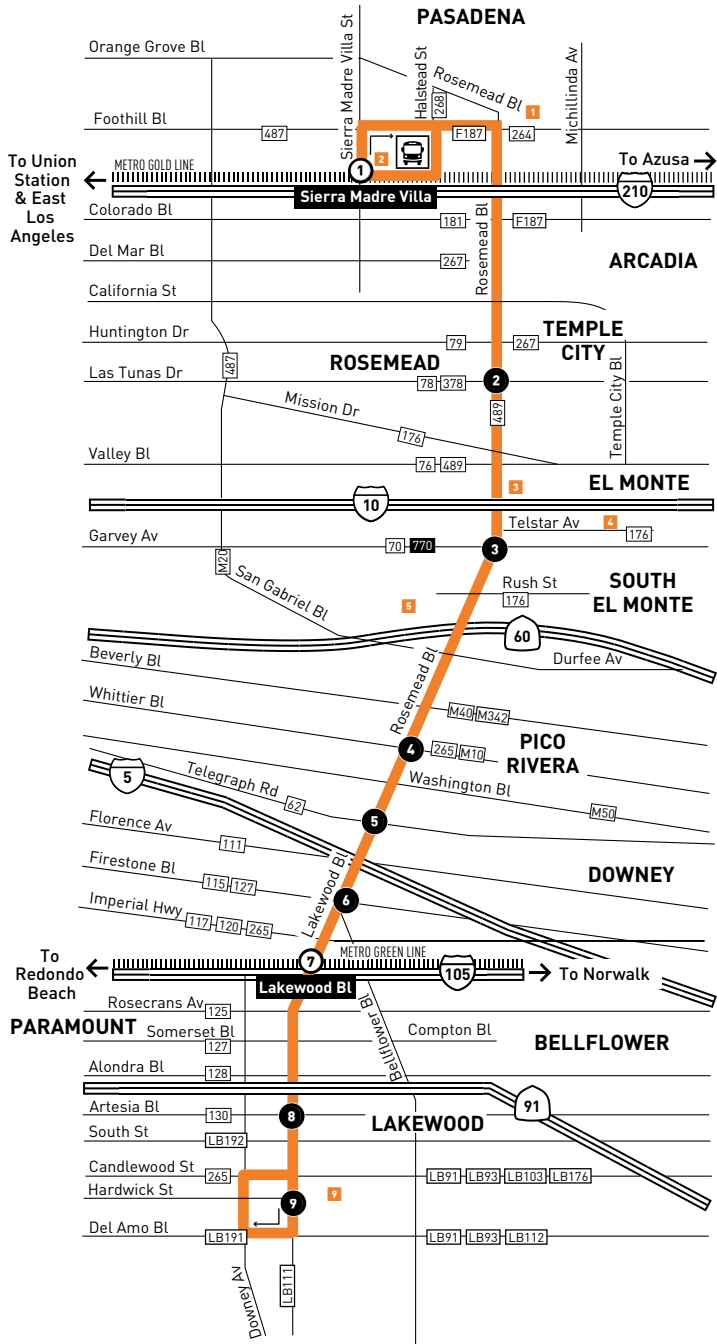 PASADENA
Orange Grove Bl
Sierra Madre Villa St
Halstead St
268
Rosemead Bl
1
Michillinda Av
Foothill Bl
487
F187
264
2
1
To Union
Station
& East
Los
Angeles
METRO GOLD LINE
To Azusa
Sierra Madre Villa
210
Colorado Bl
181
F187
Rosemead Bl
Del Mar Bl
267
ARCADIA
California St
Huntington Dr
79
267
TEMPLE
CITY
ROSEMEAD
487
Las Tunas Dr
78
378
2
Temple City Bl
489
Mission Dr
176
Valley Bl
76
489
EL MONTE
3
10
Telstar Av
4
176
Garvey Av
70
770
3
M20
San Gabriel Bl
Rush St
176
SOUTH
EL MONTE
5
60
Beverly Bl
Durfee Av
Rosemead Bl
Whittier Bl
M40
M342
4
265
M10
PICO
RIVERA
5
Telegraph Rd
62
Washington Bl
M50
Florence Av
111
5
Lakewood Bl
DOWNEY
Firestone Bl
115
127
6
Imperial Hwy
117
120
265
To
Redondo
Beach
7
METRO GREEN LINE
105
To Norwalk
Lakewood Bl
Rosecrans Av
125
PARAMOUNT
Somerset Bl
127
Bellflower Bl
Compton Bl
BELLFLOWER
Alondra Bl
128
91
Artesia Bl
130
8
LAKEWOOD
South St
LB192
Candlewood St
265
LB91
LB93
LB103
LB176
Hardwick St
9
9
Del Amo Bl
LB191
LB91
LB93
LB112
Downey Av
LB111